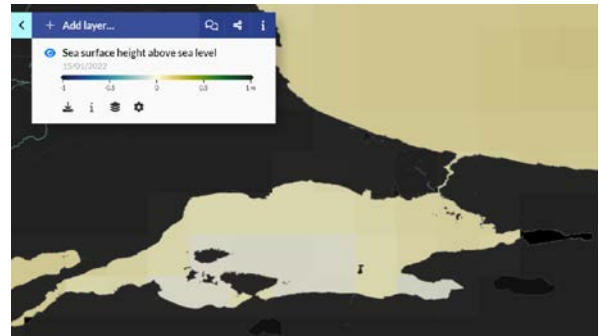 + Add layer...
Sea surface height above sea level
15/01/2022
-1 -0.5 0 0.5 1 m